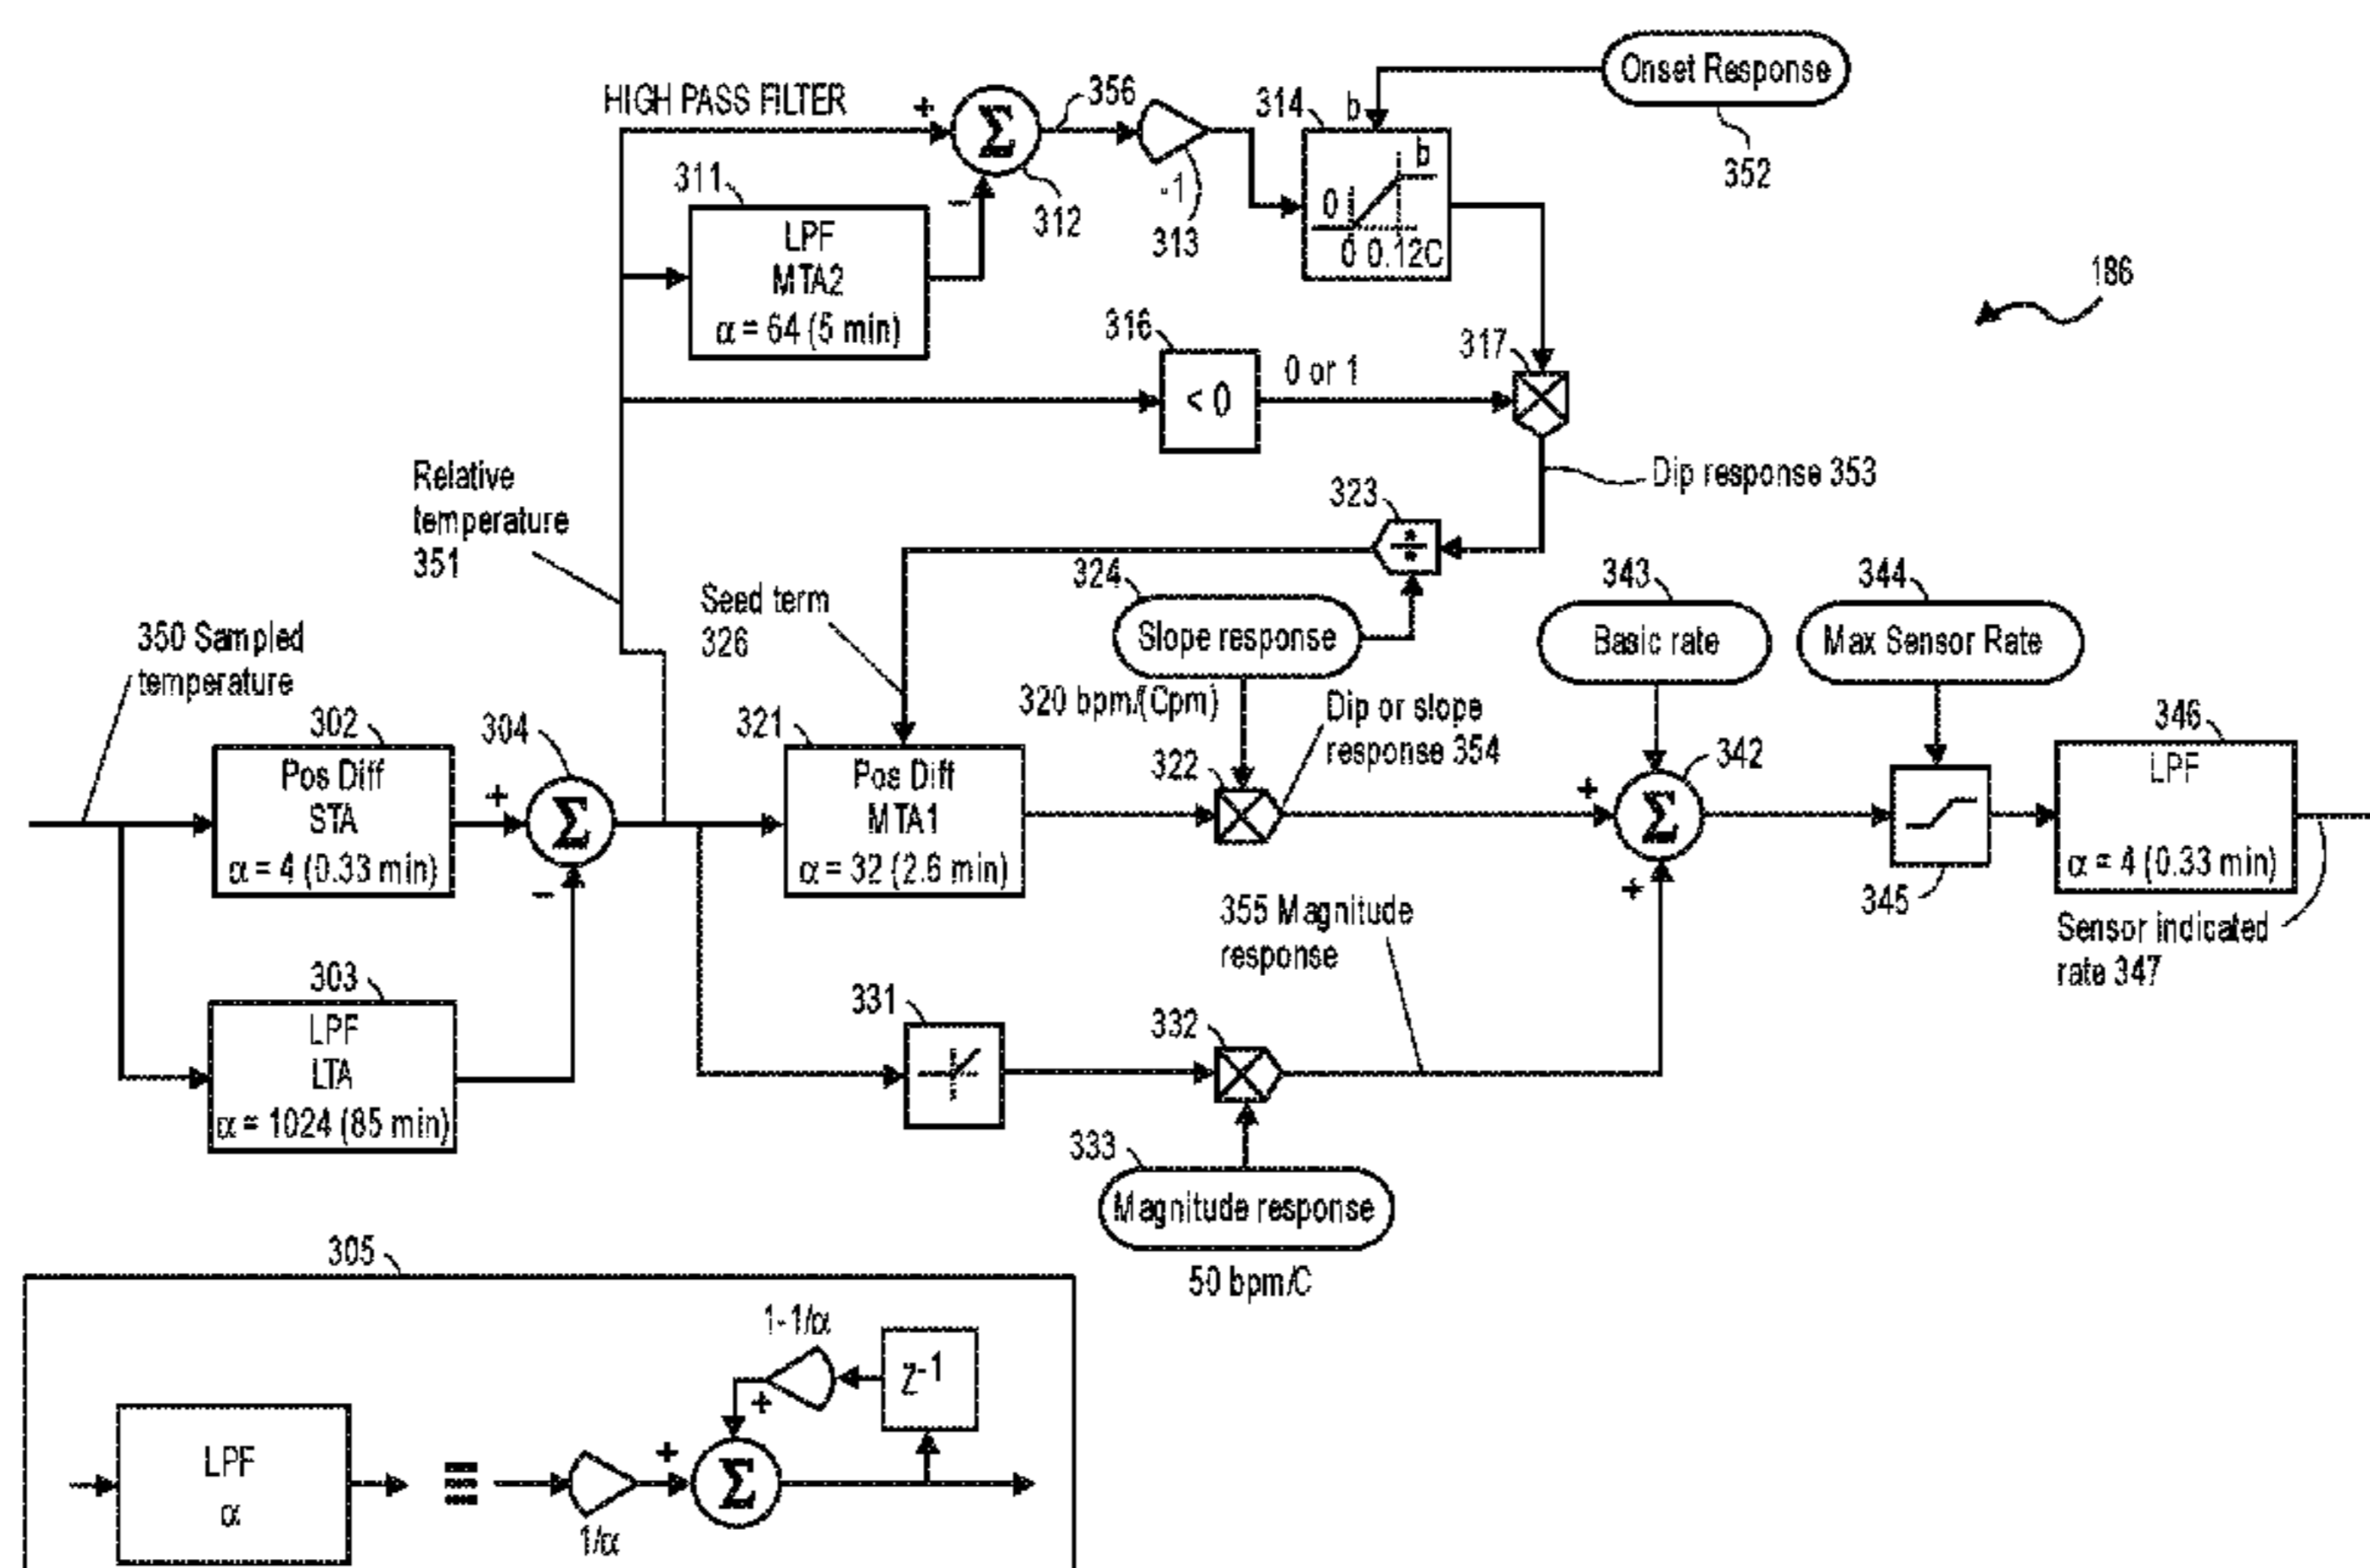 Onset Response
352
HIGH PASS FILTER
+
Σ
356
314
b
b
0
0 0.12C
-1
313
312
–
311
LPF
MTA2
α = 64 (5 min)
186
316
< 0
0 or 1
317
Relative
temperature
351
Dip response 353
323
÷
324
Slope response
320 bpm/(Cpm)
343
Basic rate
344
Max Sensor Rate
Seed term
326
350 Sampled
temperature
302
Pos Diff
STA
α = 4 (0.33 min)
304
+
Σ
–
321
Pos Diff
MTA1
α = 32 (2.6 min)
322
Dip or slope
response 354
+
Σ
342
+
345
346
LPF
α = 4 (0.33 min)
Sensor indicated
rate 347
303
LPF
LTA
α = 1024 (85 min)
331
332
355 Magnitude
response
333
Magnitude response
50 bpm/C
305
LPF
α
≡
1/α
+
Σ
+
1-1/α
z-1